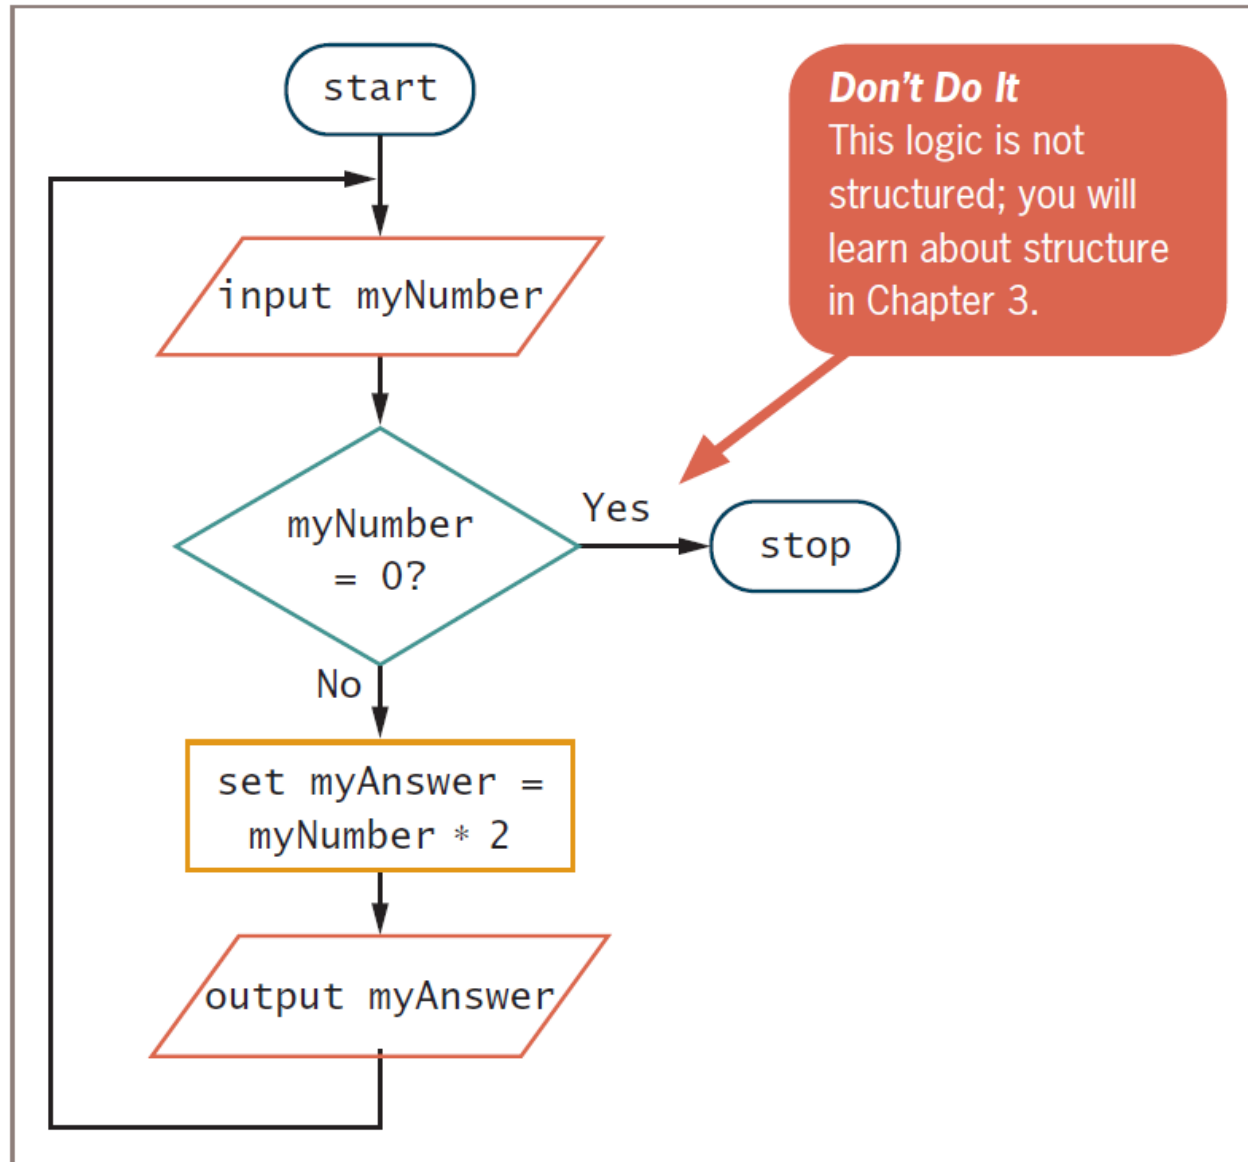 start
Don't Do It
This logic is not
structured; you will
learn about structure
in Chapter 3.
input myNumber
myNumber
= 0?
Yes
stop
No
set myAnswer =
myNumber * 2
output myAnswer